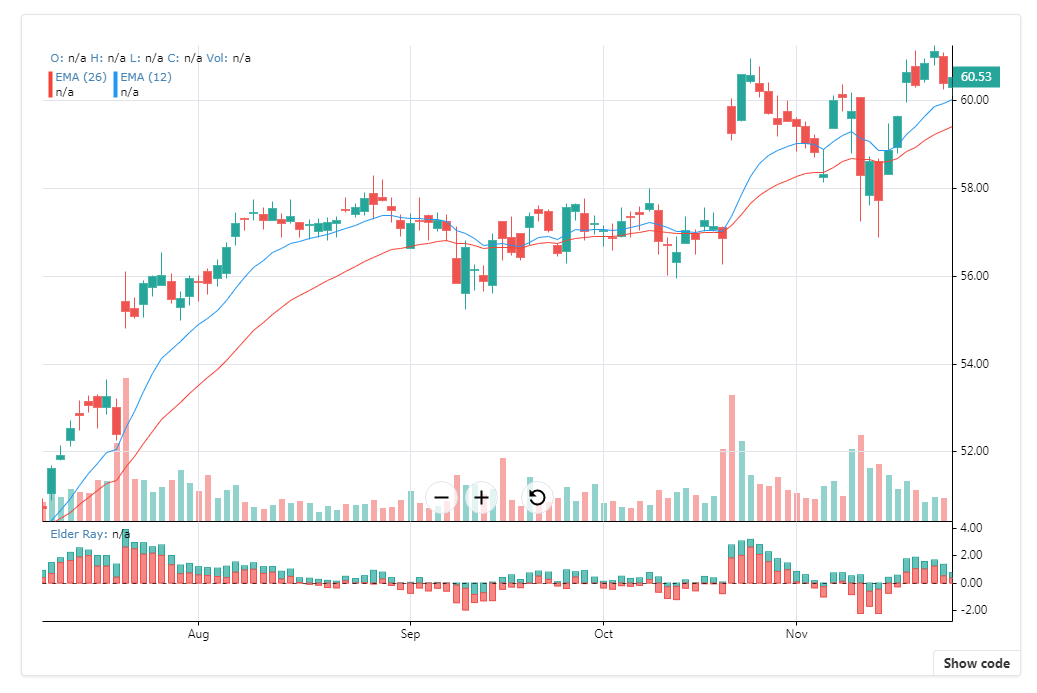 O: n/a H: n/a L: n/a C: n/a Vol: n/a
EMA (26) EMA (12)
n/a n/a
60.53
60.00
58.00
56.00
54.00
52.00
Elder Ray: n/a
4.00
2.00
0.00
-2.00
Aug Sep Oct Nov
Show code